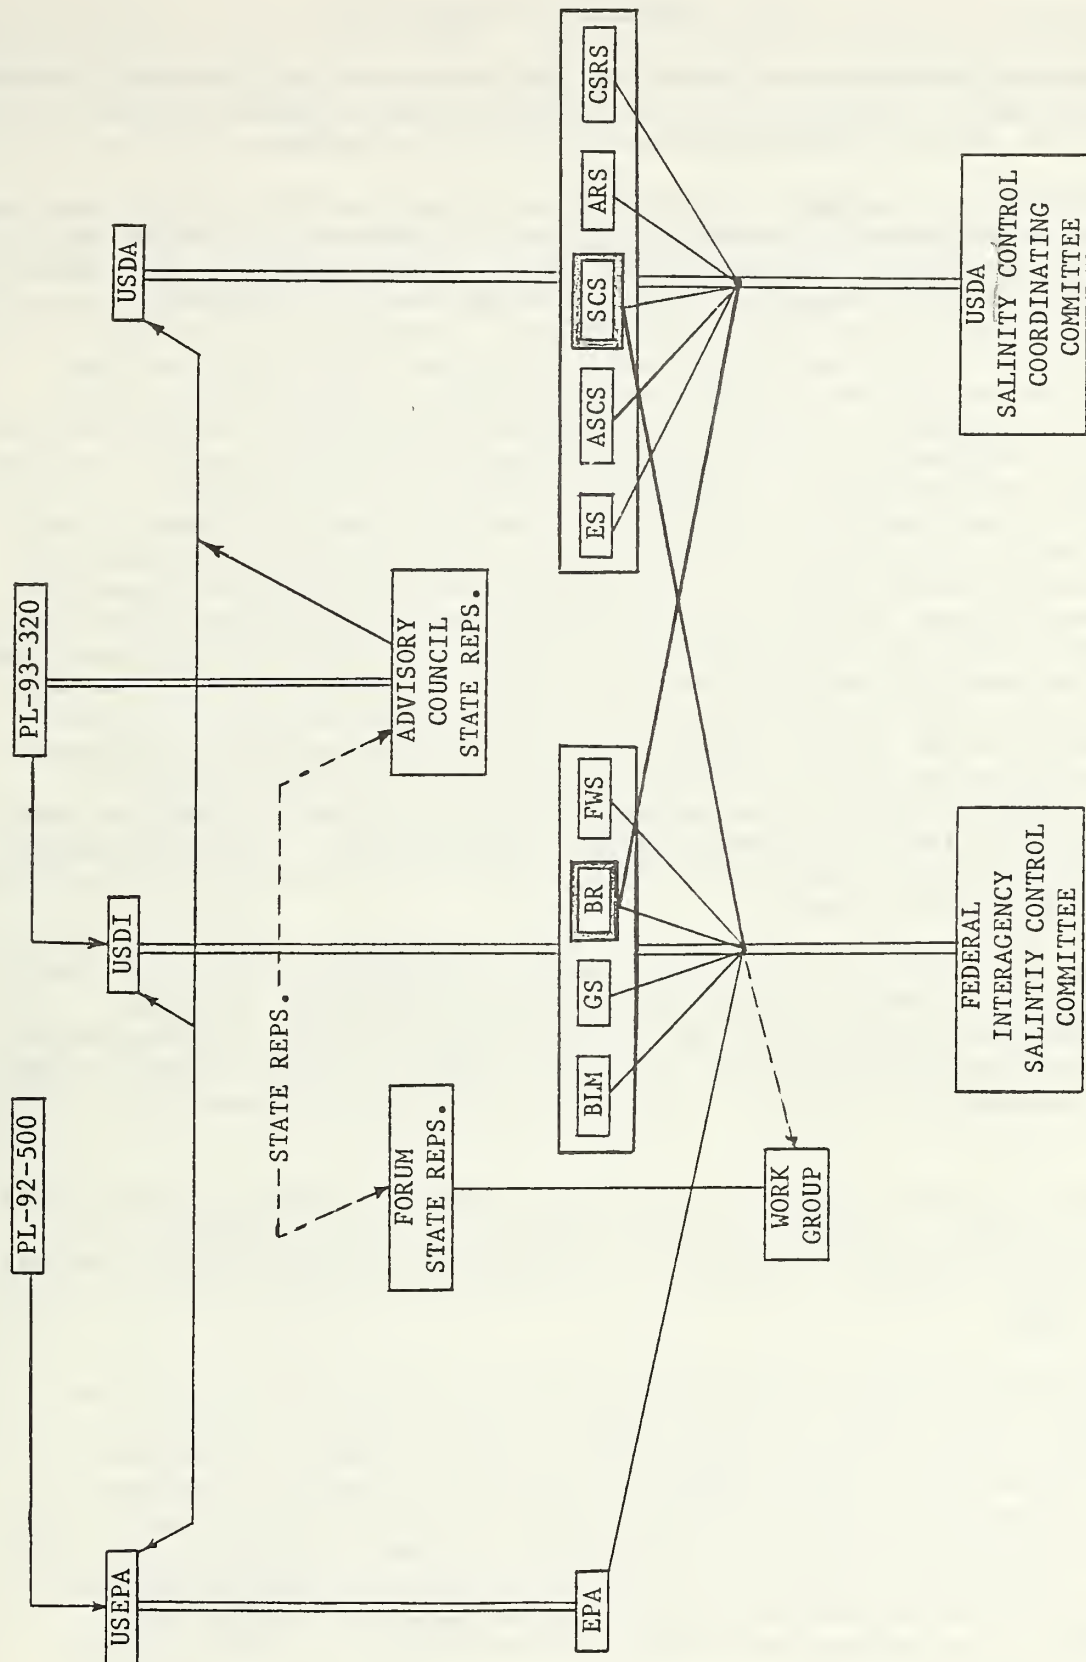 PL-92-500
PL-93-320
USEPA
USDI
USDA
STATE REPS.
FORUM
STATE REPS.
ADVISORY
COUNCIL
STATE REPS.
EPA
BLM
GS
BR
FWS
ES
ASCS
SCS
ARS
CSRS
WORK
GROUP
FEDERAL
INTERAGENCY
SALINTIY CONTROL
COMMITTEE
USDA
SALINITY CONTROL
COORDINATING
COMMITTEE